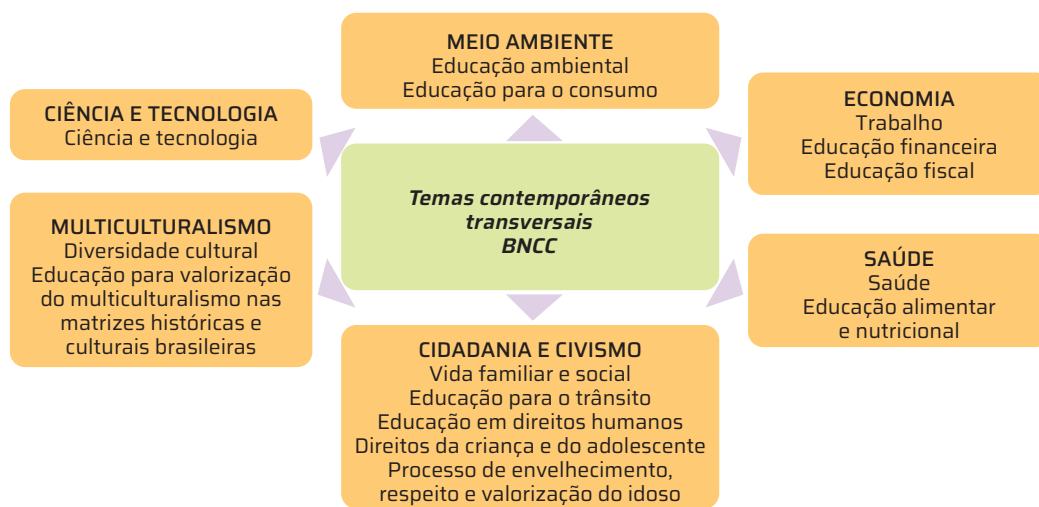 MEIO AMBIENTE
Educação ambiental
Educação para o consumo
CIÊNCIA E TECNOLOGIA
Ciência e tecnologia
ECONOMIA
Trabalho
Educação financeira
Educação fiscal
Temas contemporâneos
transversais
BNCC
MULTICULTURALISMO
Diversidade cultural
Educação para valorização
do multiculturalismo nas
matrizes históricas e
culturais brasileiras
SAÚDE
Saúde
Educação alimentar
e nutricional
CIDADANIA E CIVISMO
Vida familiar e social
Educação para o trânsito
Educação em direitos humanos
Direitos da criança e do adolescente
Processo de envelhecimento,
respeito e valorização do idoso